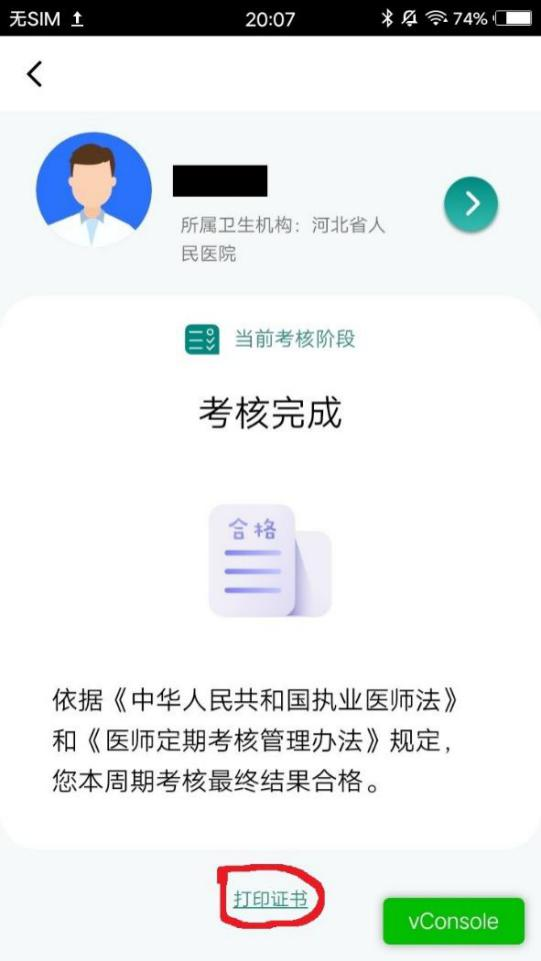 无SIM 20:07 74%
所属卫生机构：河北省人
民医院
当前考核阶段
考核完成
合格
依据《中华人民共和国执业医师法》
和《医师定期考核管理办法》规定，
您本周期考核最终结果合格。
打印证书
vConsole